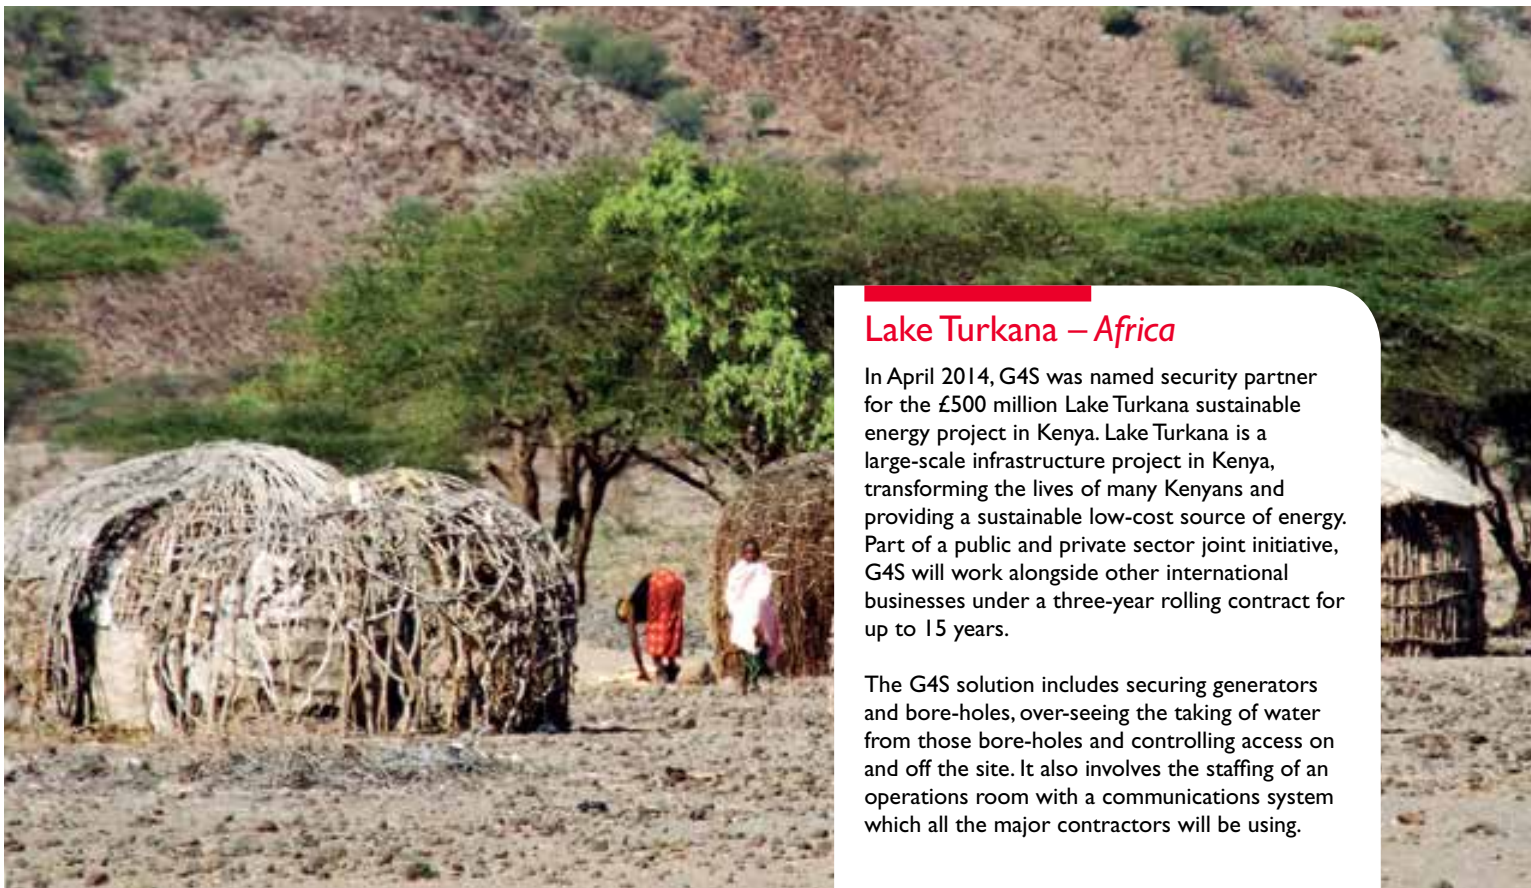 Lake Turkana – Africa
In April 2014, G4S was named security partner
for the £500 million Lake Turkana sustainable
energy project in Kenya. Lake Turkana is a
large-scale infrastructure project in Kenya,
transforming the lives of many Kenyans and
providing a sustainable low-cost source of energy.
Part of a public and private sector joint initiative,
G4S will work alongside other international
businesses under a three-year rolling contract for
up to 15 years.
The G4S solution includes securing generators
and bore-holes, over-seeing the taking of water
from those bore-holes and controlling access on
and off the site. It also involves the staffing of an
operations room with a communications system
which all the major contractors will be using.